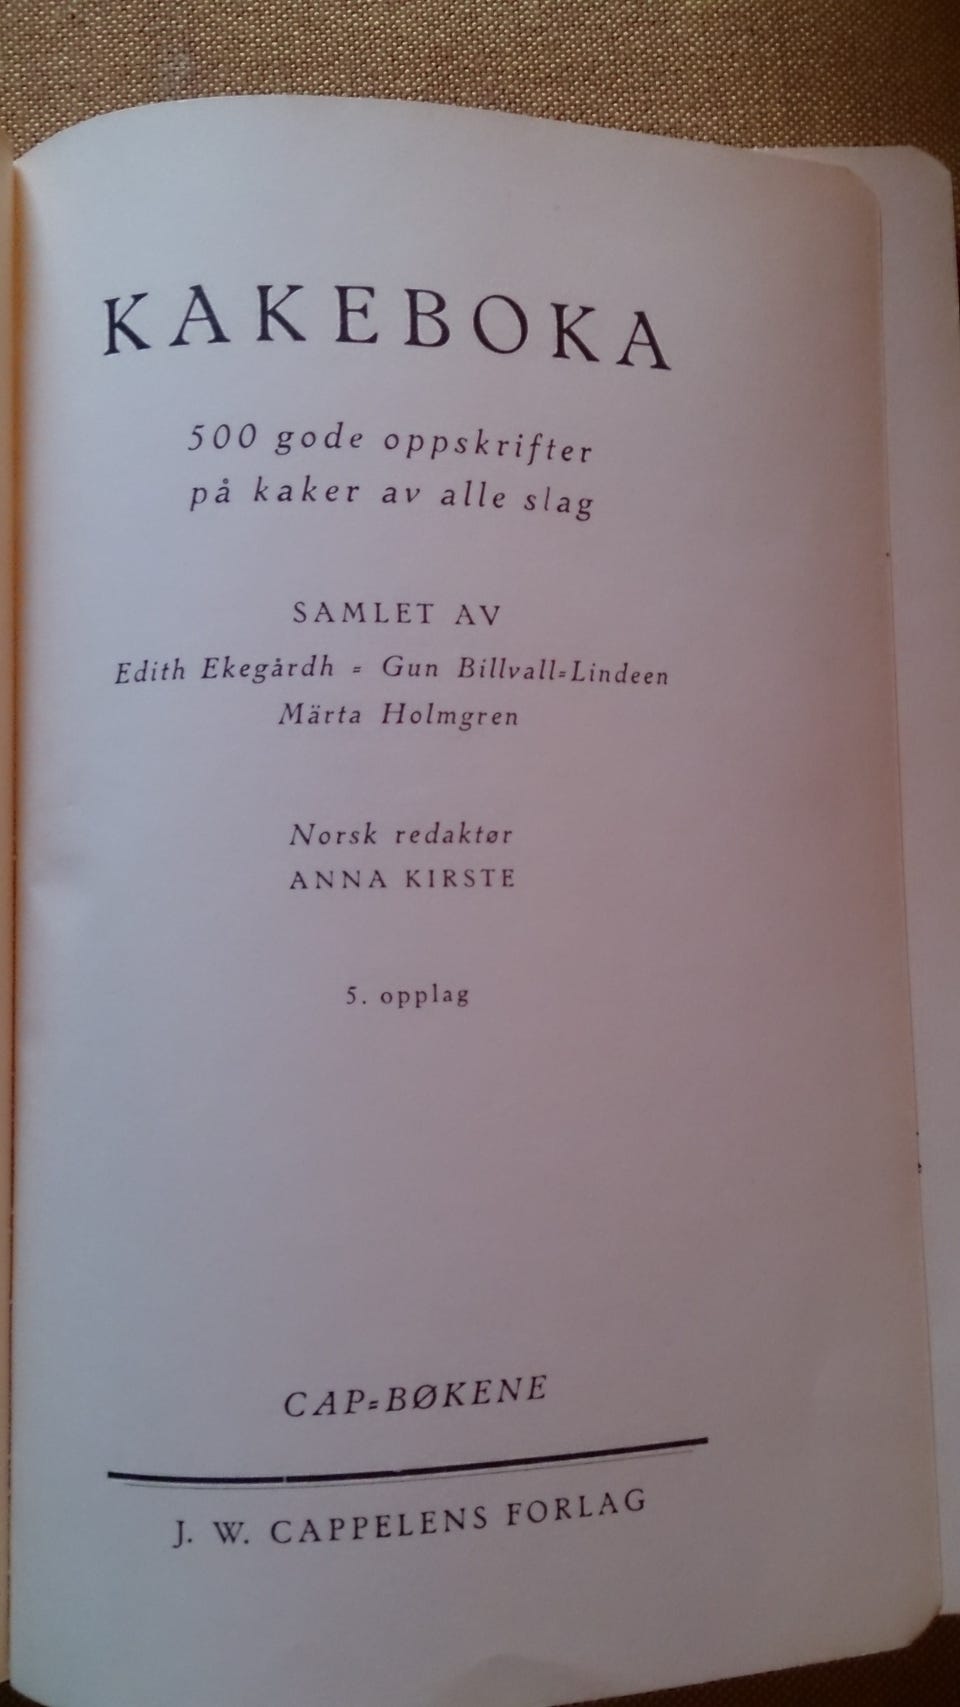 KAKEBOKA
500 gode oppskrifter
på kaker av alle slag
SAMLET AV
Edith Ekegårdh = Gun Billvall=Lindeen
Märta Holmgren
Norsk redaktør
ANNA KIRSTE
5. opplag
CAP=BØKENE
J. W. CAPPELENS FORLAG